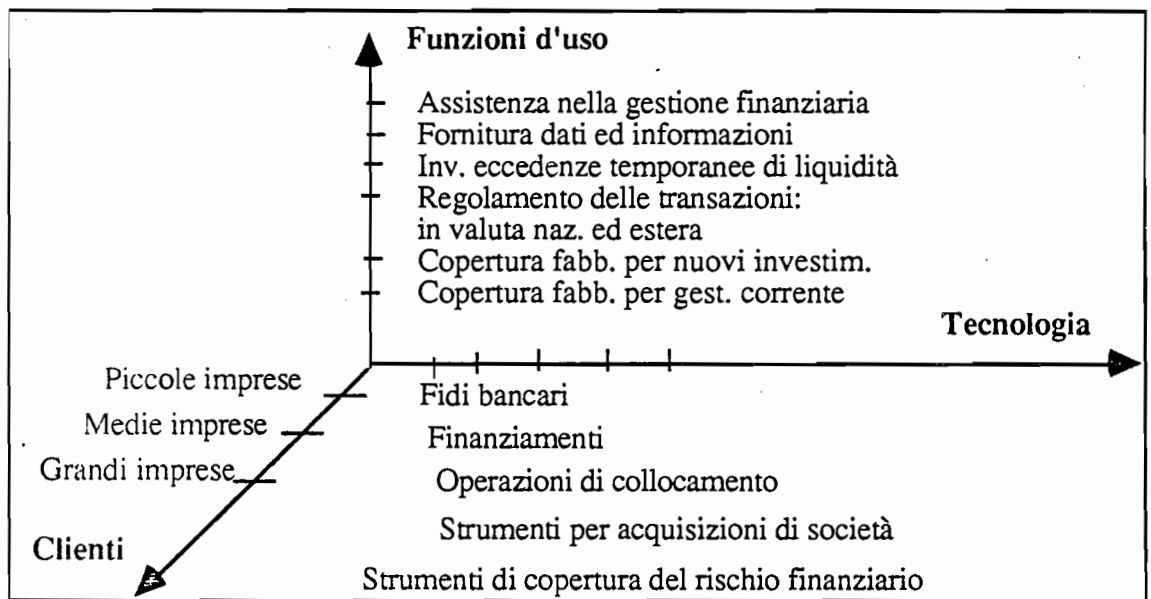 Funzioni d'uso
Assistenza nella gestione finanziaria
Fornitura dati ed informazioni
Inv. eccedenze temporanee di liquidità
Regolamento delle transazioni:
in valuta naz. ed estera
Copertura fabb. per nuovi investim.
Copertura fabb. per gest. corrente
Tecnologia
Piccole imprese
Medie imprese
Grandi imprese
Clienti
Fidi bancari
Finanziamenti
Operazioni di collocamento
Strumenti per acquisizioni di società
Strumenti di copertura del rischio finanziario